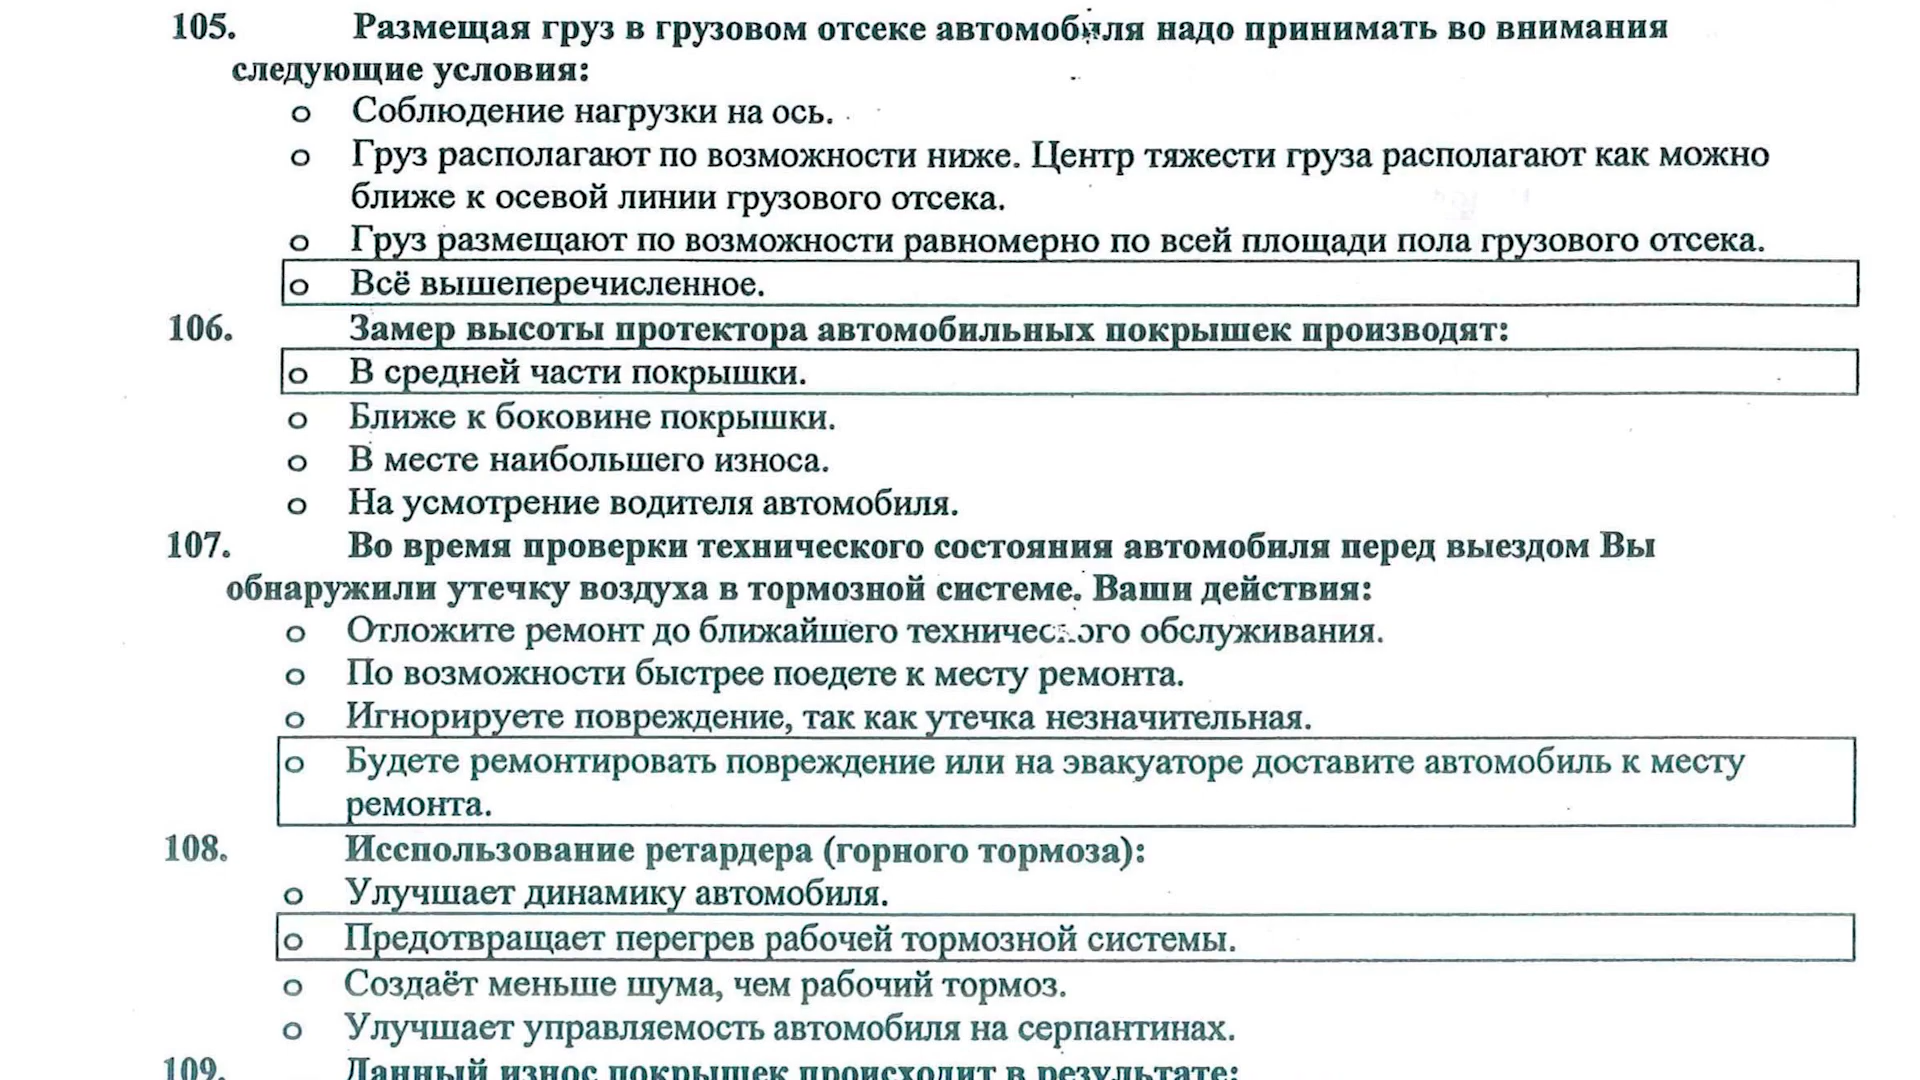 105. Размещая груз в грузовом отсеке автомобиля надо принимать во внимания
следующие условия:
o Соблюдение нагрузки на ось.
o Груз располагают по возможности ниже. Центр тяжести груза располагают как можно
ближе к осевой линии грузового отсека.
o Груз размещают по возможности равномерно по всей площади пола грузового отсека.
o Всё вышеперечисленное.
106. Замер высоты протектора автомобильных покрышек производят:
o В средней части покрышки.
o Ближе к боковине покрышки.
o В месте наибольшего износа.
o На усмотрение водителя автомобиля.
107. Во время проверки технического состояния автомобиля перед выездом Вы
обнаружили утечку воздуха в тормозной системе. Ваши действия:
o Отложите ремонт до ближайшего технического обслуживания.
o По возможности быстрее поедете к месту ремонта.
o Игнорируете повреждение, так как утечка незначительная.
o Будете ремонтировать повреждение или на эвакуаторе доставите автомобиль к месту
ремонта.
108. Исспользование ретардера (горного тормоза):
o Улучшает динамику автомобиля.
o Предотвращает перегрев рабочей тормозной системы.
o Создаёт меньше шума, чем рабочий тормоз.
o Улучшает управляемость автомобиля на серпантинах.
109. Данный износ покрышек происходит в результате: